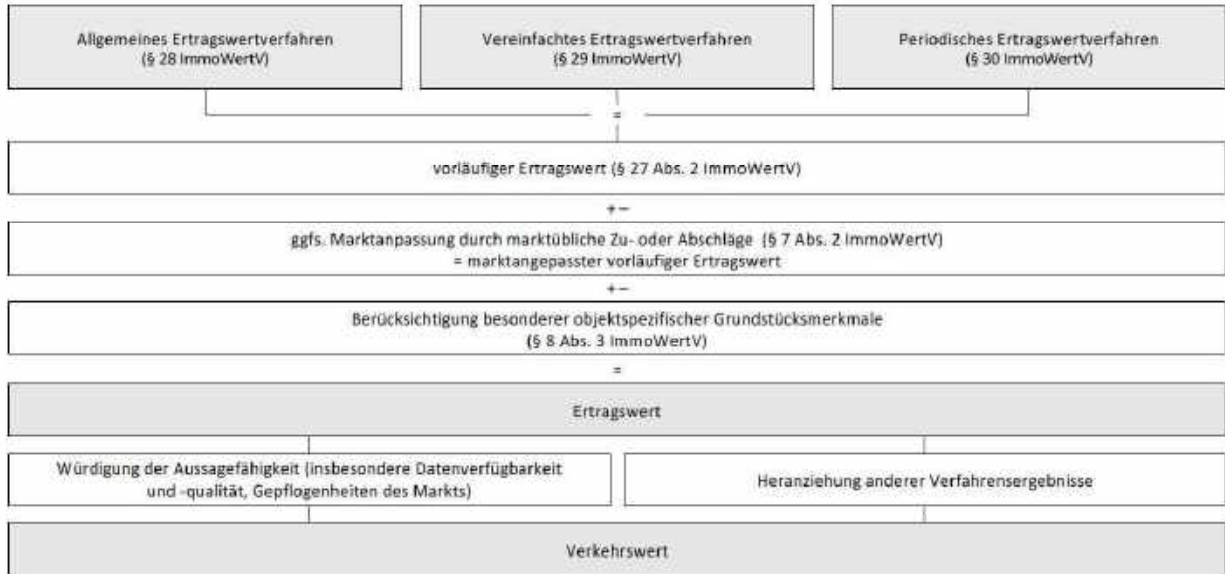 Allgemeines Ertragswertverfahren
(§ 28 ImmoWertV)
Vereinfachtes Ertragswertverfahren
(§ 29 ImmoWertV)
Periodisches Ertragswertverfahren
(§ 30 ImmoWertV)
=
vorläufiger Ertragswert (§ 27 Abs. 2 ImmoWertV)
+ −
ggfs. Marktanpassung durch marktübliche Zu- oder Abschläge (§ 7 Abs. 2 ImmoWertV)
= marktangepasster vorläufiger Ertragswert
+ −
Berücksichtigung besonderer objektspezifischer Grundstücksmerkmale
(§ 8 Abs. 3 ImmoWertV)
=
Ertragswert
Würdigung der Aussagefähigkeit (insbesondere Datenverfügbarkeit
und -qualität, Gepflogenheiten des Markts)
Heranziehung anderer Verfahrensergebnisse
Verkehrswert